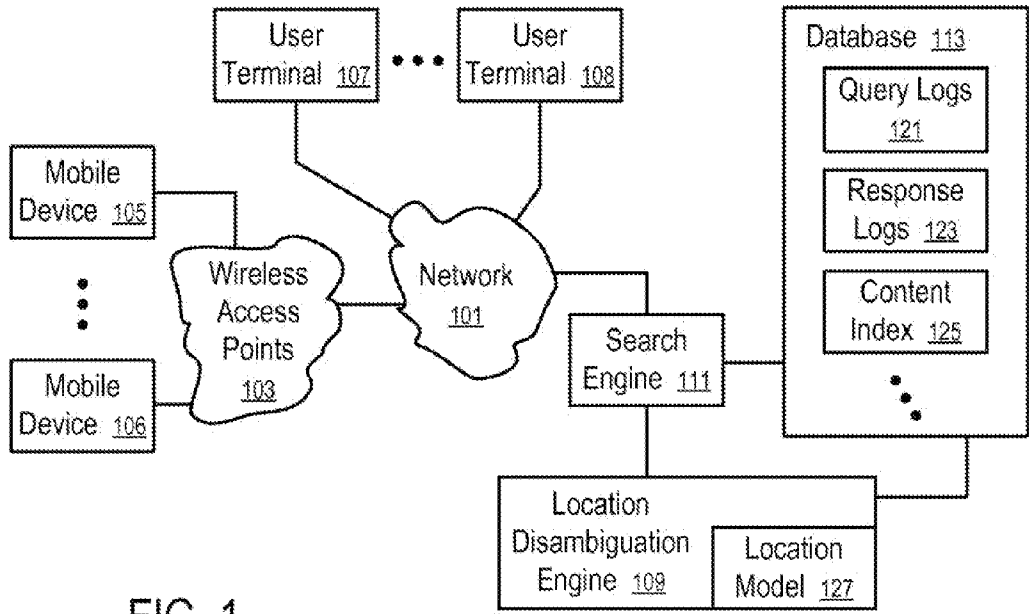 User
Terminal 107
User
Terminal 108
Database 113
Query Logs
121
Response
Logs 123
Content
Index 125
Mobile
Device 105
Mobile
Device 106
Wireless
Access
Points
103
Network
101
Search
Engine 111
Location
Disambiguation
Engine 109
Location
Model 127
FIG. 1